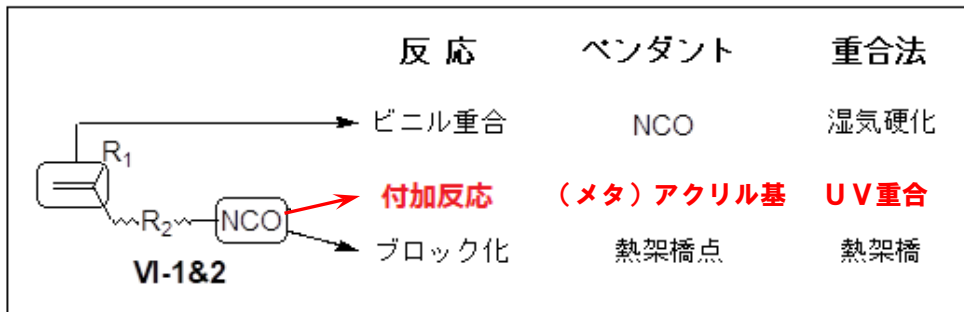 反 応 ペンダント 重合法
ビニル重合 NCO 湿気硬化
R1
付加反応 （メタ）アクリル基 ＵＶ重合
R2 NCO
ブロック化 熱架橋点 熱架橋
VI-1&2